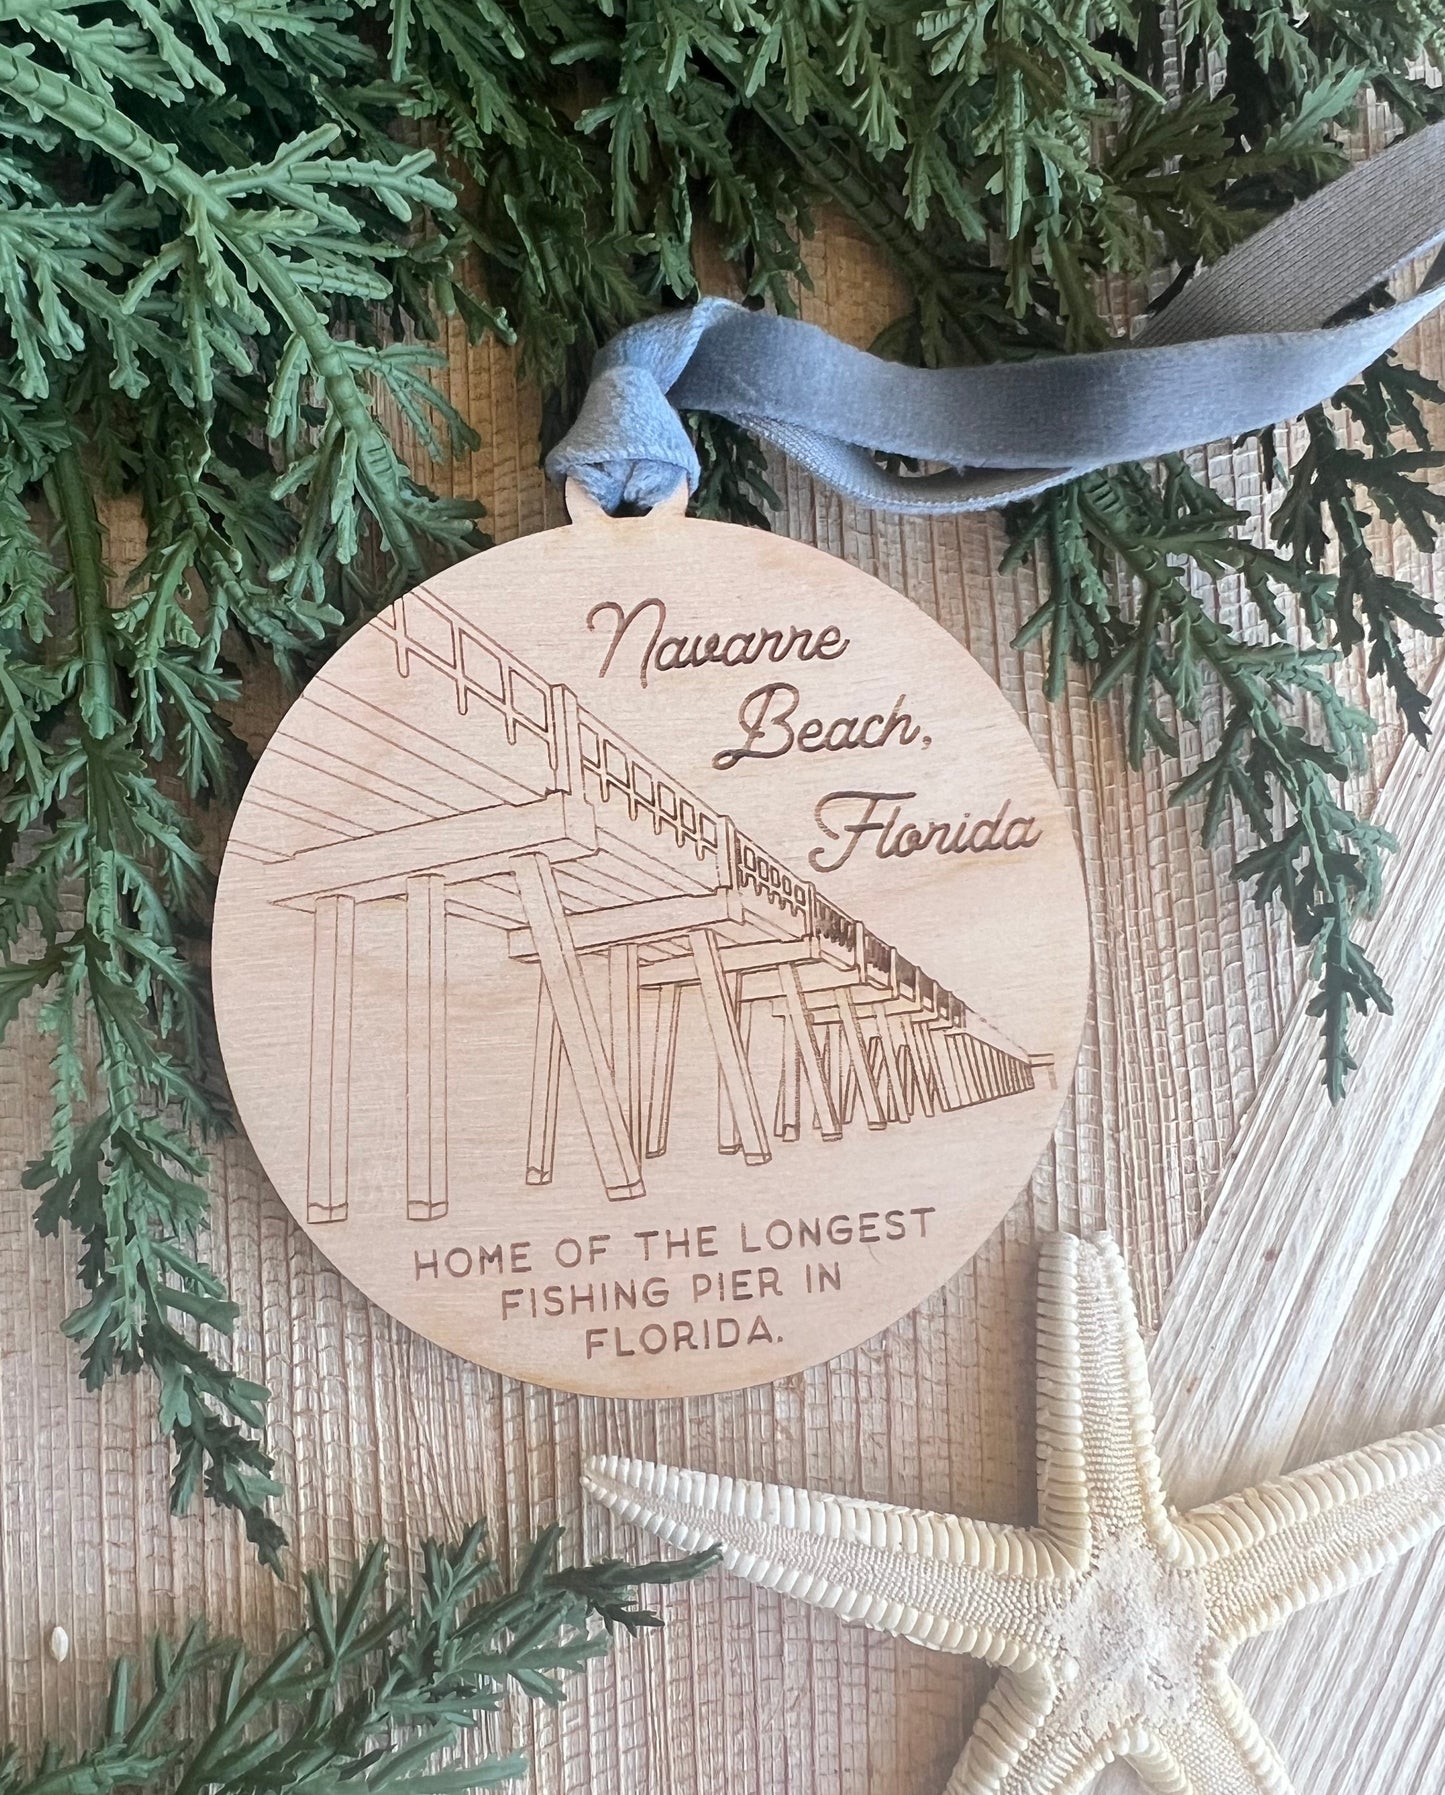 Navarre
Beach,
Florida
HOME OF THE LONGEST
FISHING PIER IN
FLORIDA.